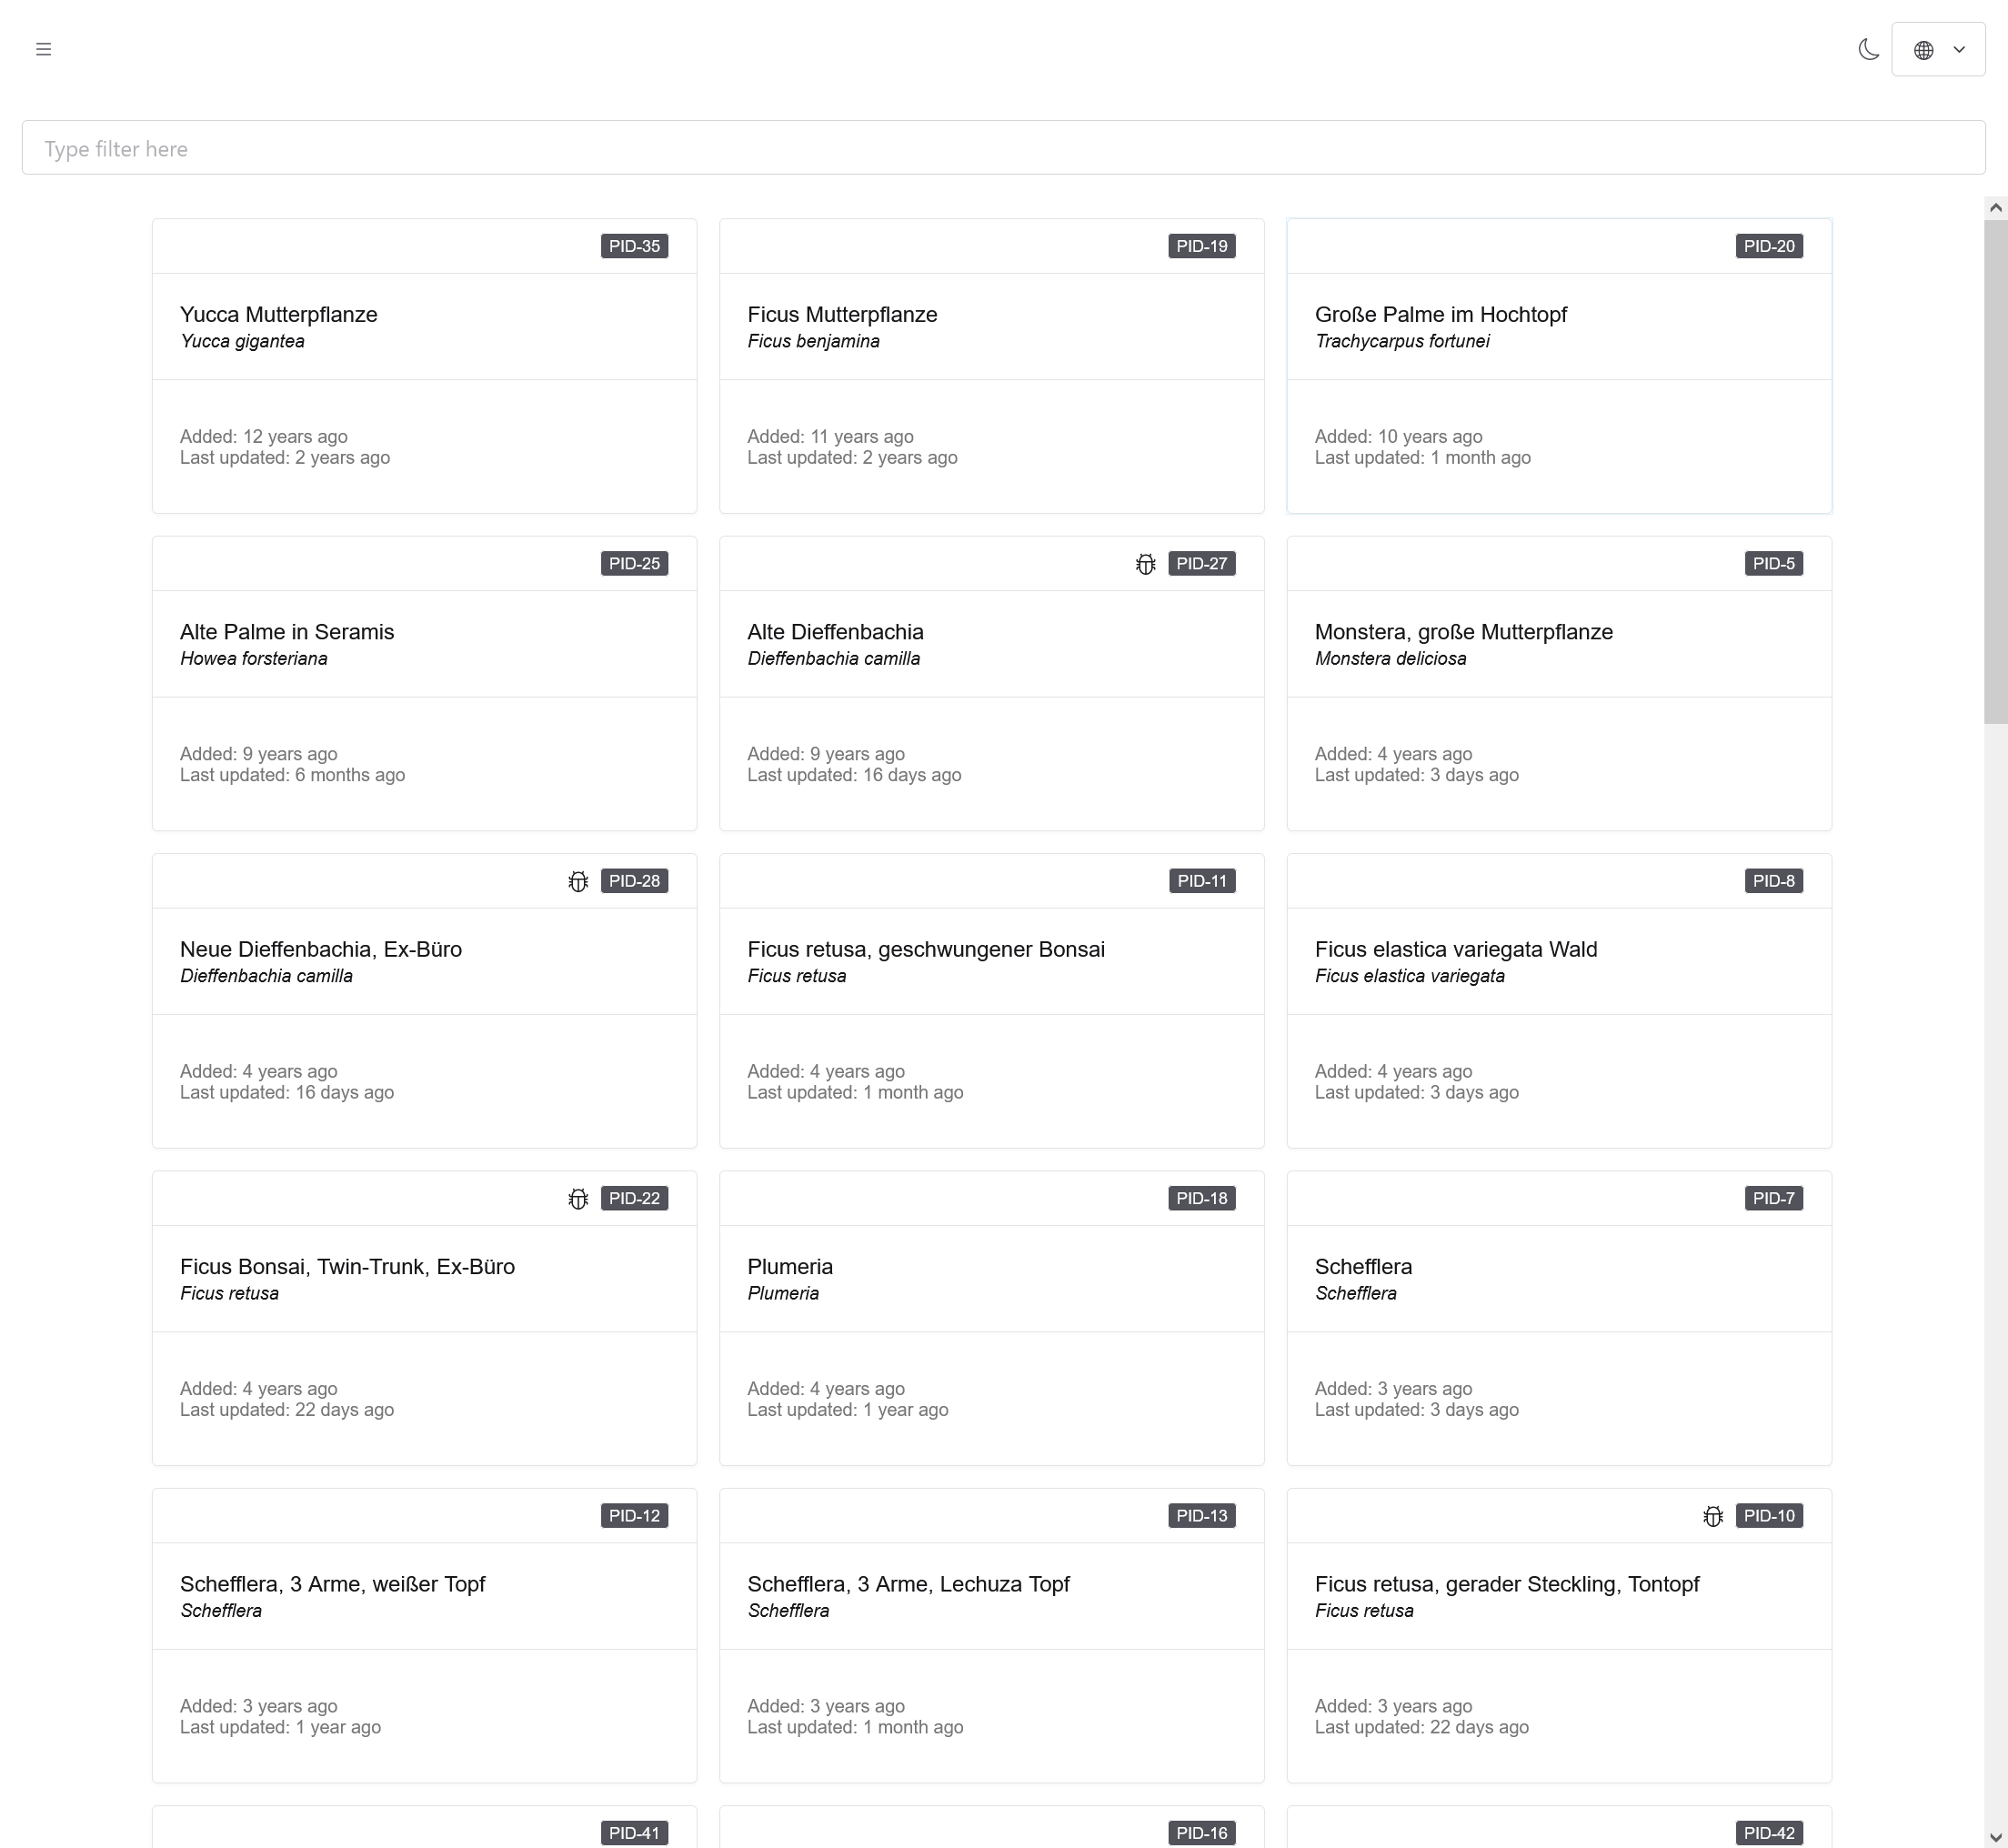 Type filter here
PID-35
Yucca Mutterpflanze
Yucca gigantea
Added: 12 years ago
Last updated: 2 years ago
PID-19
Ficus Mutterpflanze
Ficus benjamina
Added: 11 years ago
Last updated: 2 years ago
PID-20
Große Palme im Hochtopf
Trachycarpus fortunei
Added: 10 years ago
Last updated: 1 month ago
PID-25
Alte Palme in Seramis
Howea forsteriana
Added: 9 years ago
Last updated: 6 months ago
PID-27
Alte Dieffenbachia
Dieffenbachia camilla
Added: 9 years ago
Last updated: 16 days ago
PID-5
Monstera, große Mutterpflanze
Monstera deliciosa
Added: 4 years ago
Last updated: 3 days ago
PID-28
Neue Dieffenbachia, Ex-Büro
Dieffenbachia camilla
Added: 4 years ago
Last updated: 16 days ago
PID-11
Ficus retusa, geschwungener Bonsai
Ficus retusa
Added: 4 years ago
Last updated: 1 month ago
PID-8
Ficus elastica variegata Wald
Ficus elastica variegata
Added: 4 years ago
Last updated: 3 days ago
PID-22
Ficus Bonsai, Twin-Trunk, Ex-Büro
Ficus retusa
Added: 4 years ago
Last updated: 22 days ago
PID-18
Plumeria
Plumeria
Added: 4 years ago
Last updated: 1 year ago
PID-7
Schefflera
Schefflera
Added: 3 years ago
Last updated: 3 days ago
PID-12
Schefflera, 3 Arme, weißer Topf
Schefflera
Added: 3 years ago
Last updated: 1 year ago
PID-13
Schefflera, 3 Arme, Lechuza Topf
Schefflera
Added: 3 years ago
Last updated: 1 month ago
PID-10
Ficus retusa, gerader Steckling, Tontopf
Ficus retusa
Added: 3 years ago
Last updated: 22 days ago
PID-41
PID-16
PID-42